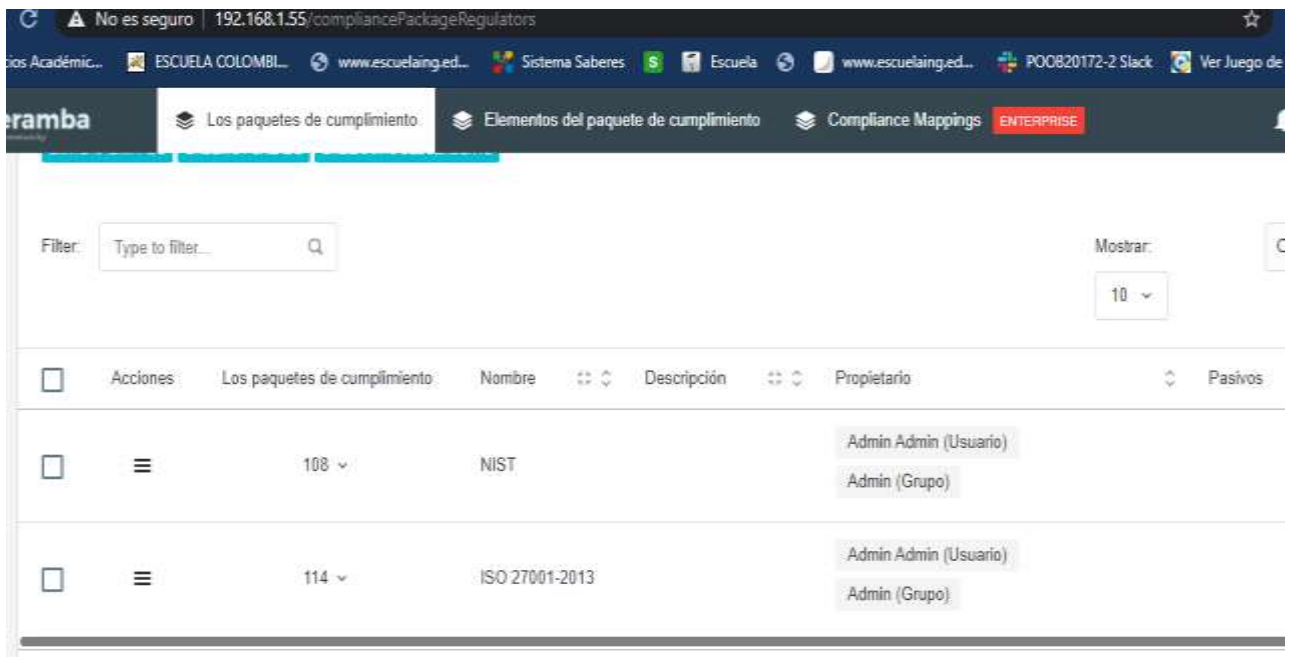 No es seguro | 192.168.1.55/compliancePackageRegulators
cios Académic... ESCUELA COLOMBI... www.escuelaing.ed... Sistema Saberes S Escuela www.escuelaing.ed... POOB20172-2 Slack Ver Juego de
eramba Los paquetes de cumplimiento Elementos del paquete de cumplimiento Compliance Mappings ENTERPRISE
Filter: Type to filter... Mostrar:
10
Acciones Los paquetes de cumplimiento Nombre Descripción Propietario Pasivos
Admin Admin (Usuario)
108 NIST
Admin (Grupo)
Admin Admin (Usuario)
114 ISO 27001-2013
Admin (Grupo)